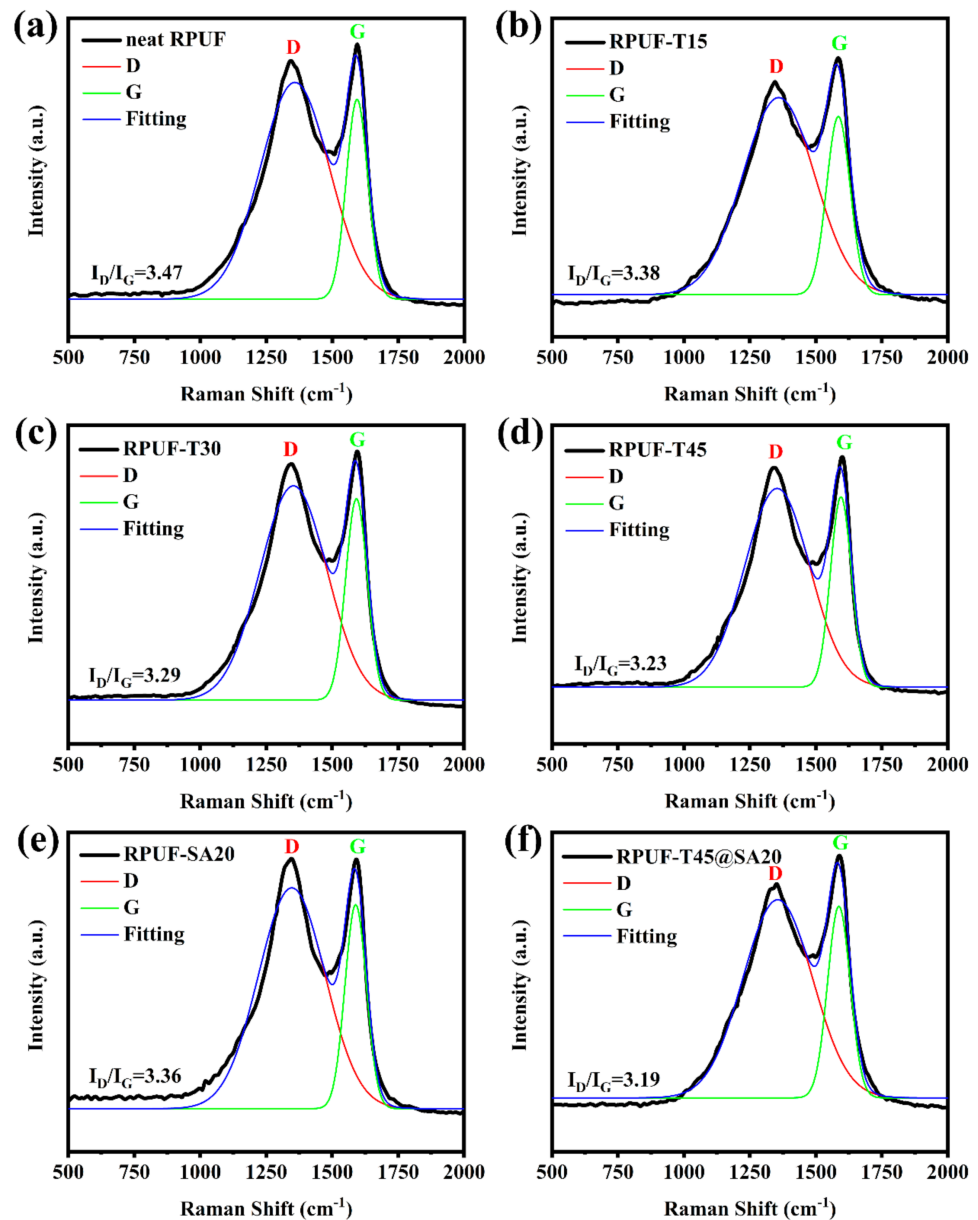 (a)
neat RPUF
D
G
Fitting
D
G
I_D/I_G=3.47
Intensity (a.u.)
500 750 1000 1250 1500 1750 2000
Raman Shift (cm⁻¹)
(b)
RPUF-T15
D
G
Fitting
D
G
I_D/I_G=3.38
Intensity (a.u.)
500 750 1000 1250 1500 1750 2000
Raman Shift (cm⁻¹)
(c)
RPUF-T30
D
G
Fitting
D
G
I_D/I_G=3.29
Intensity (a.u.)
500 750 1000 1250 1500 1750 2000
Raman Shift (cm⁻¹)
(d)
RPUF-T45
D
G
Fitting
D
G
I_D/I_G=3.23
Intensity (a.u.)
500 750 1000 1250 1500 1750 2000
Raman Shift (cm⁻¹)
(e)
RPUF-SA20
D
G
Fitting
D
G
I_D/I_G=3.36
Intensity (a.u.)
500 750 1000 1250 1500 1750 2000
Raman Shift (cm⁻¹)
(f)
RPUF-T45@SA20
D
G
Fitting
D
G
I_D/I_G=3.19
Intensity (a.u.)
500 750 1000 1250 1500 1750 2000
Raman Shift (cm⁻¹)